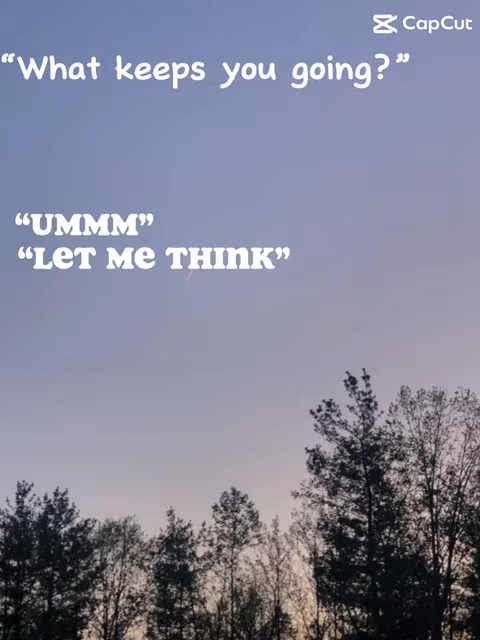 CapCut
“What keeps you going?”
“UMMM”
“LeT Me THINK”